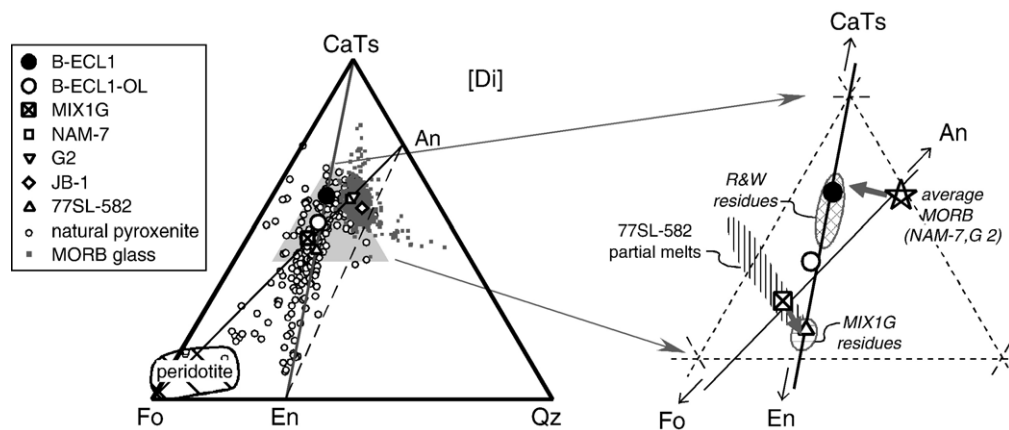 B-ECL1
B-ECL1-OL
MIX1G
NAM-7
G2
JB-1
77SL-582
natural pyroxenite
MORB glass
CaTs
[Di]
An
peridotite
Fo
En
Qz
CaTs
An
R&W
residues
average
MORB
(NAM-7,G 2)
77SL-582
partial melts
MIX1G
residues
Fo
En